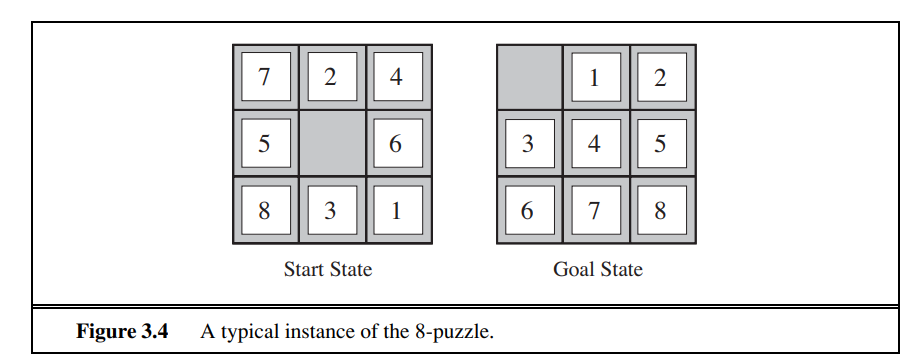 7 2 4 1 2
5 6 3 4 5
8 3 1 6 7 8
Start State Goal State
Figure 3.4 A typical instance of the 8-puzzle.